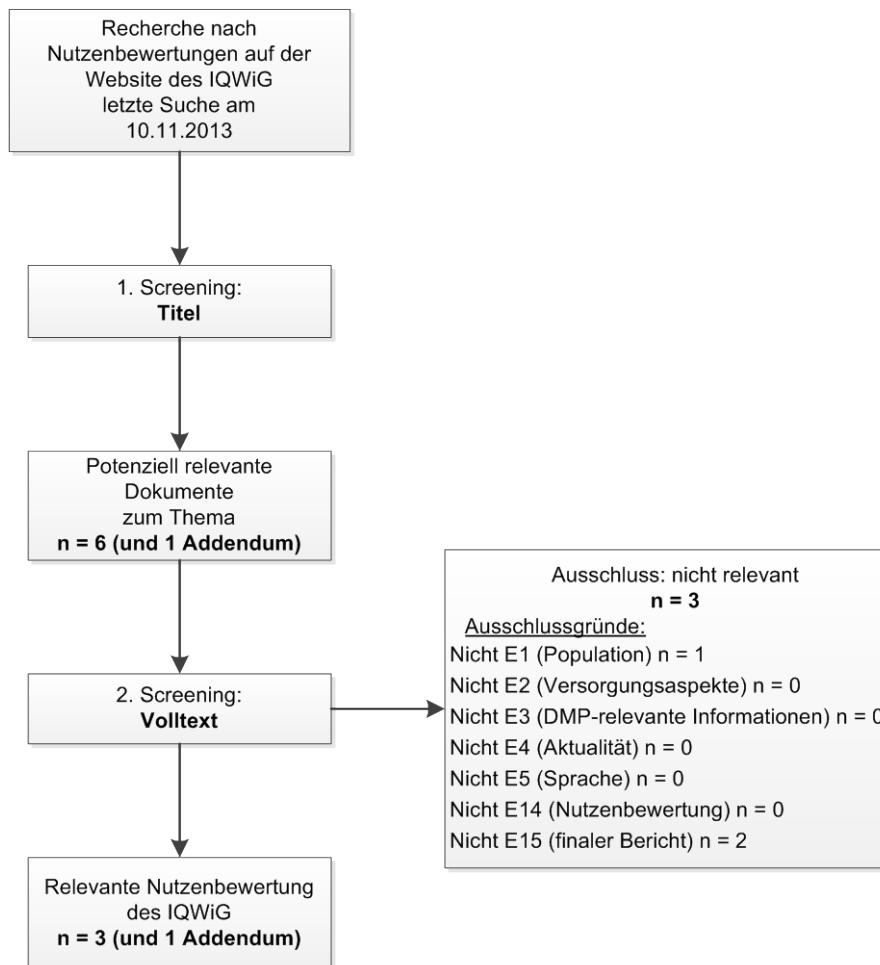 Recherche nach
Nutzenbewertungen auf der
Website des IQWiG
letzte Suche am
10.11.2013
1. Screening:
Titel
Potenziell relevante
Dokumente
zum Thema
n = 6 (und 1 Addendum)
2. Screening:
Volltext
Ausschluss: nicht relevant
n = 3
Ausschlussgründe:
Nicht E1 (Population) n = 1
Nicht E2 (Versorgungsaspekte) n = 0
Nicht E3 (DMP-relevante Informationen) n = 0
Nicht E4 (Aktualität) n = 0
Nicht E5 (Sprache) n = 0
Nicht E14 (Nutzenbewertung) n = 0
Nicht E15 (finaler Bericht) n = 2
Relevante Nutzenbewertung
des IQWiG
n = 3 (und 1 Addendum)